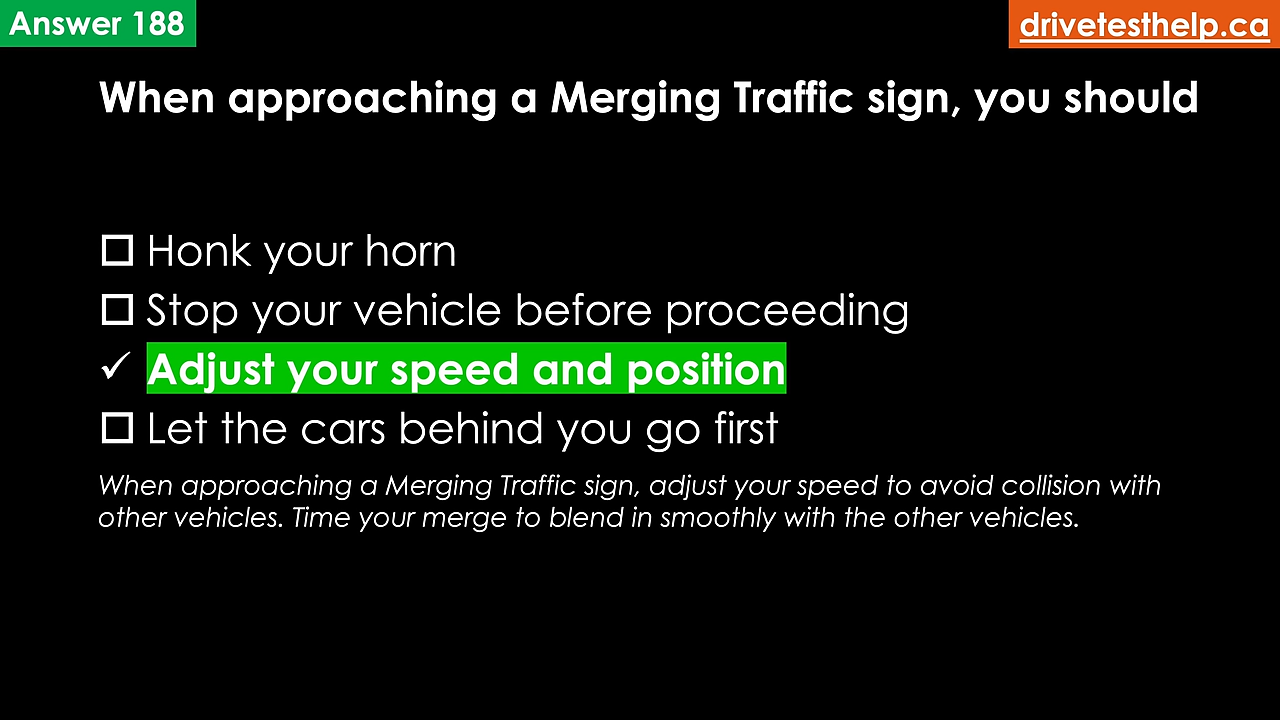 Answer 188
drivetesthelp.ca
When approaching a Merging Traffic sign, you should
Honk your horn
Stop your vehicle before proceeding
Adjust your speed and position
Let the cars behind you go first
When approaching a Merging Traffic sign, adjust your speed to avoid collision with
other vehicles. Time your merge to blend in smoothly with the other vehicles.